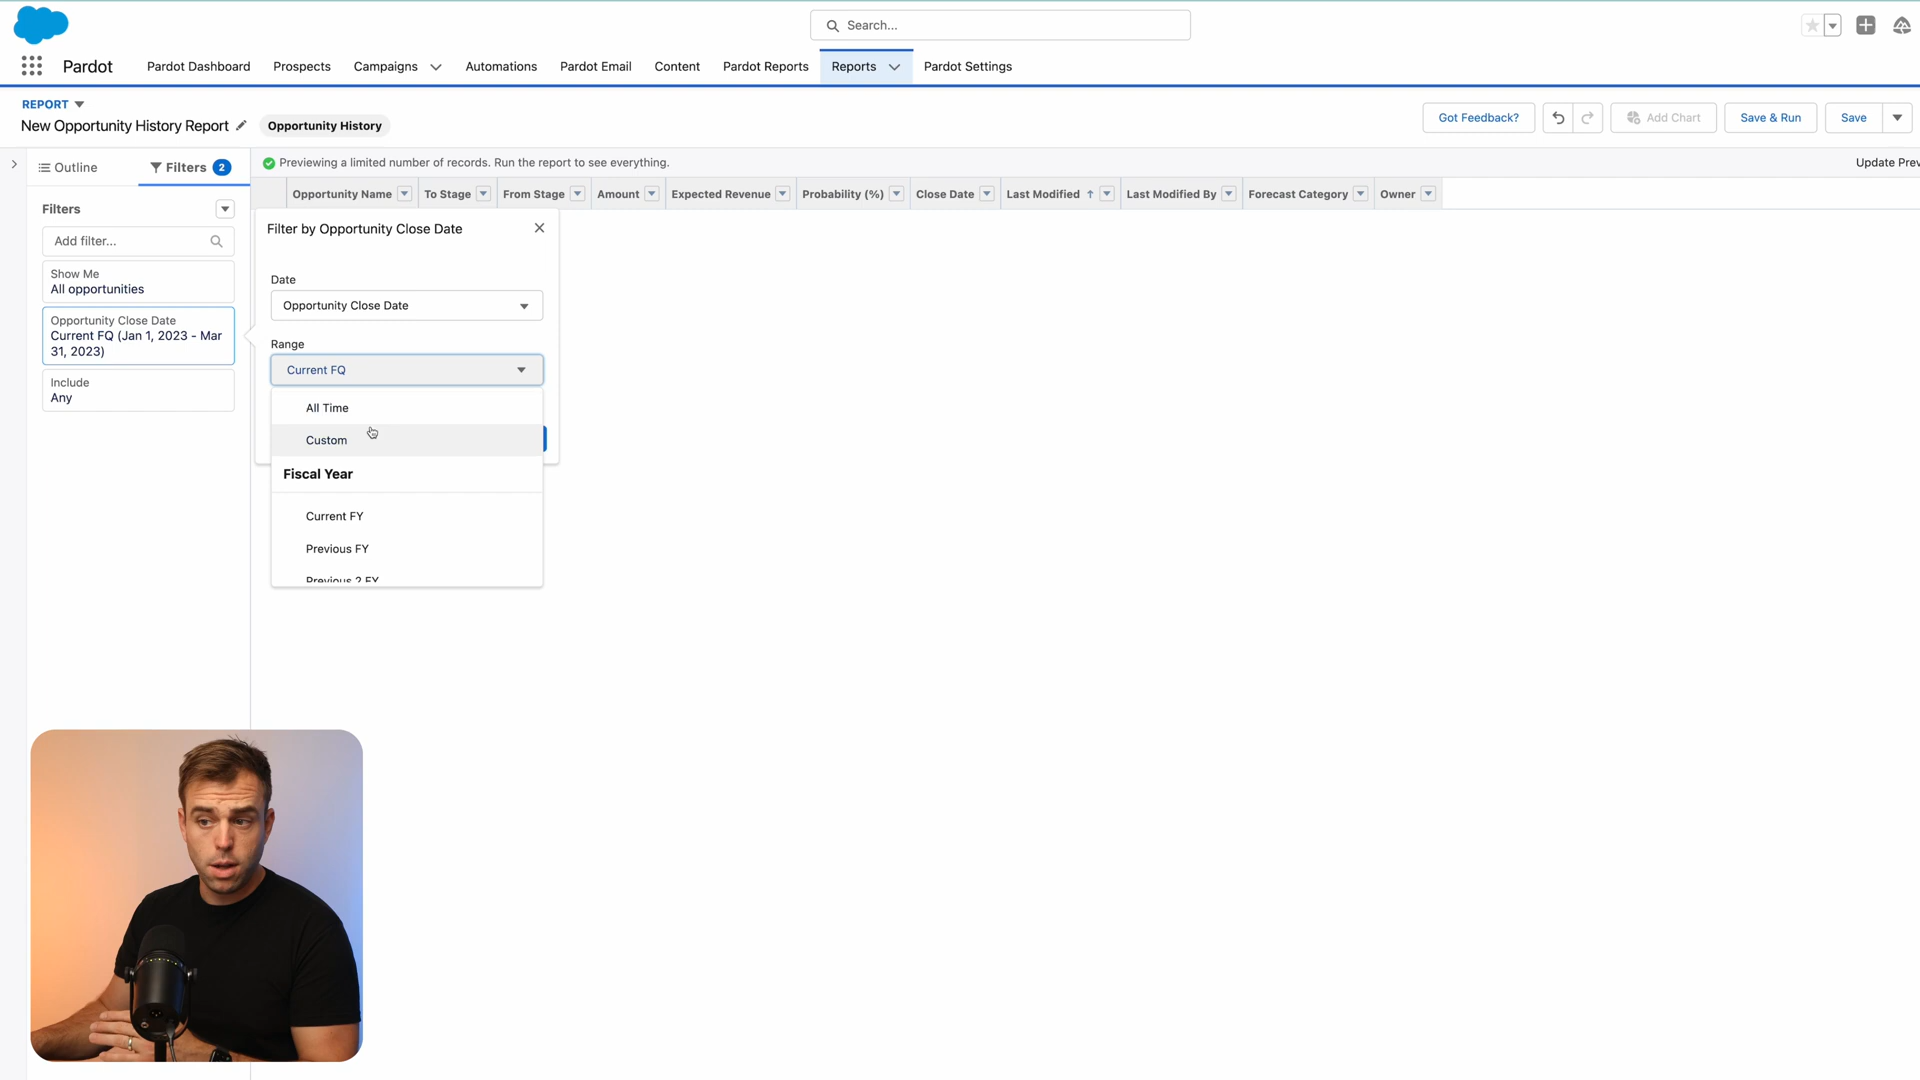 Search...
Pardot
Pardot Dashboard
Prospects
Campaigns
Automations
Pardot Email
Content
Pardot Reports
Reports
Pardot Settings
REPORT
New Opportunity History Report
Opportunity History
Got Feedback?
Add Chart
Save & Run
Save
Outline
Filters 2
Previewing a limited number of records. Run the report to see everything.
Update Prev
Opportunity Name
To Stage
From Stage
Amount
Expected Revenue
Probability (%)
Close Date
Last Modified ↑
Last Modified By
Forecast Category
Owner
Filters
Add filter...
Show Me
All opportunities
Opportunity Close Date
Current FQ (Jan 1, 2023 - Mar
31, 2023)
Include
Any
Filter by Opportunity Close Date
Date
Opportunity Close Date
Range
Current FQ
All Time
Custom
Fiscal Year
Current FY
Previous FY
Previous 2 FY